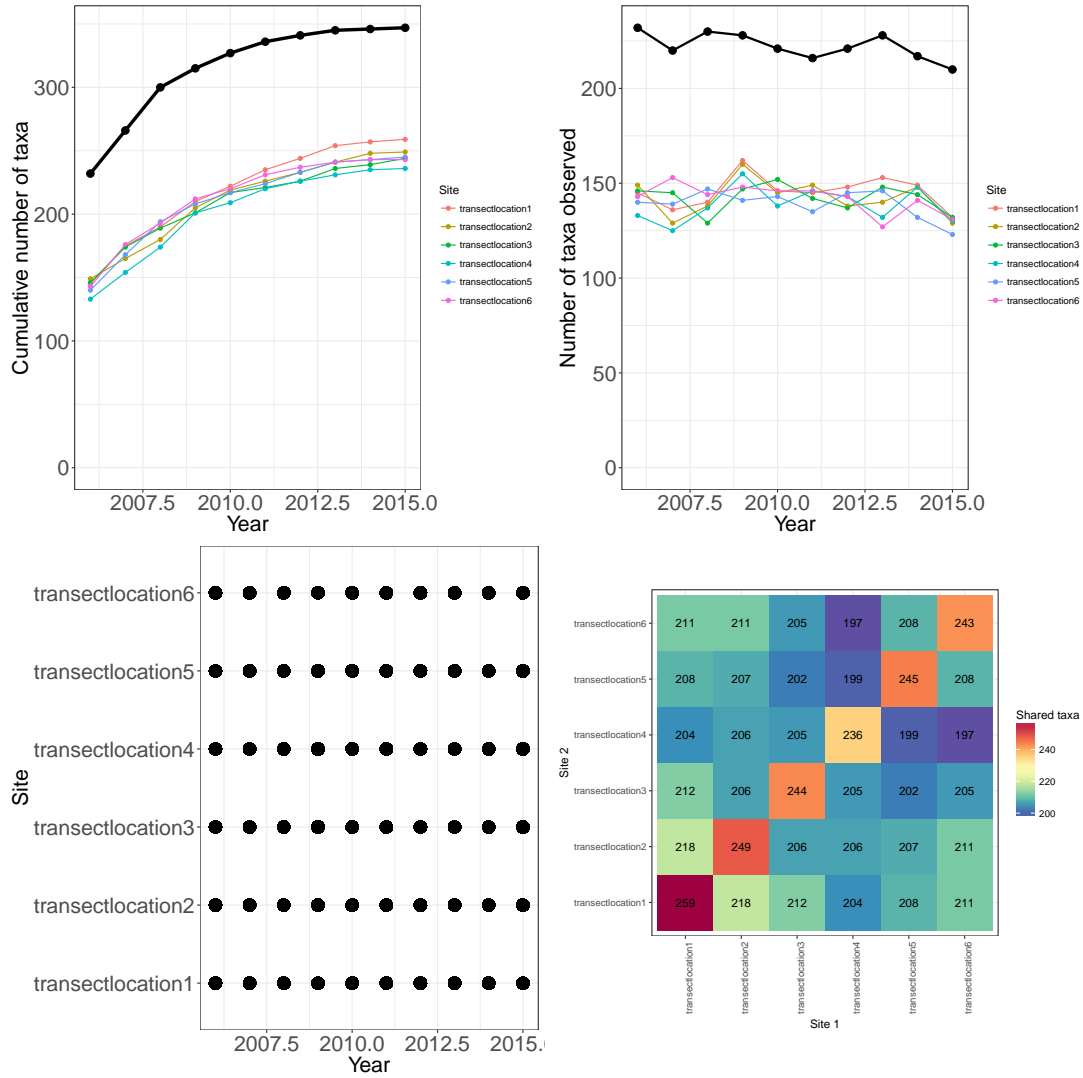 Cumulative number of taxa
300
200
100
0
2007.5 2010.0 2012.5 2015.0
Year
Site
transectlocation1
transectlocation2
transectlocation3
transectlocation4
transectlocation5
transectlocation6
Number of taxa observed
200
150
100
50
0
2007.5 2010.0 2012.5 2015.0
Year
Site
transectlocation1
transectlocation2
transectlocation3
transectlocation4
transectlocation5
transectlocation6
Site
transectlocation6
transectlocation5
transectlocation4
transectlocation3
transectlocation2
transectlocation1
2007.5 2010.0 2012.5 2015.
Year
Site 2
transectlocation6 211 211 205 197 208 243
transectlocation5 208 207 202 199 245 208
transectlocation4 204 206 205 236 199 197
transectlocation3 212 206 244 205 202 205
transectlocation2 218 249 206 206 207 211
transectlocation1 259 218 212 204 208 211
transectlocation1
transectlocation2
transectlocation3
transectlocation4
transectlocation5
transectlocation6
Site 1
Shared taxa
240
220
200